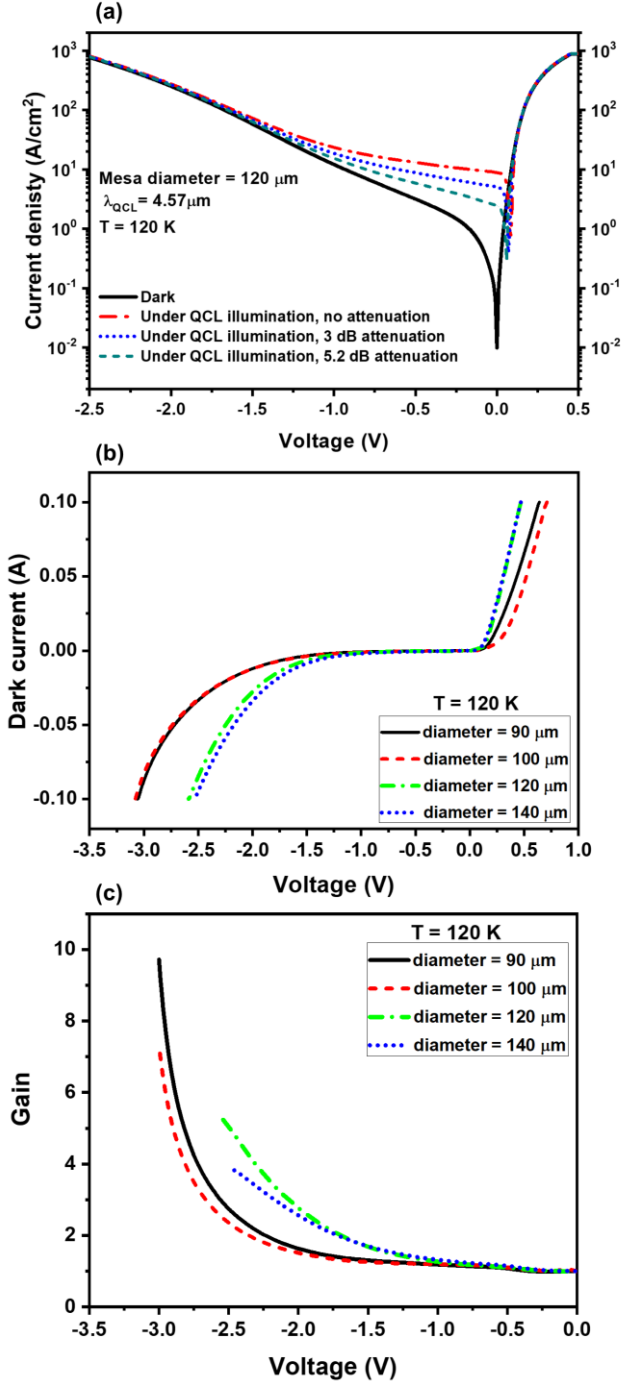 (a)
10³
10²
10¹
10⁰
10⁻¹
10⁻²
10³
10²
10¹
10⁰
10⁻¹
10⁻²
Current denisty (A/cm²)
Mesa diameter = 120 μm
λQCL= 4.57μm
T = 120 K
Dark
Under QCL illumination, no attenuation
Under QCL illumination, 3 dB attenuation
Under QCL illumination, 5.2 dB attenuation
-2.5 -2.0 -1.5 -1.0 -0.5 0.0 0.5
Voltage (V)
(b)
0.10
0.05
0.00
-0.05
-0.10
Dark current (A)
T = 120 K
diameter = 90 μm
diameter = 100 μm
diameter = 120 μm
diameter = 140 μm
-3.5 -3.0 -2.5 -2.0 -1.5 -1.0 -0.5 0.0 0.5 1.0
Voltage (V)
(c)
10
8
6
4
2
0
Gain
T = 120 K
diameter = 90 μm
diameter = 100 μm
diameter = 120 μm
diameter = 140 μm
-3.5 -3.0 -2.5 -2.0 -1.5 -1.0 -0.5 0.0
Voltage (V)